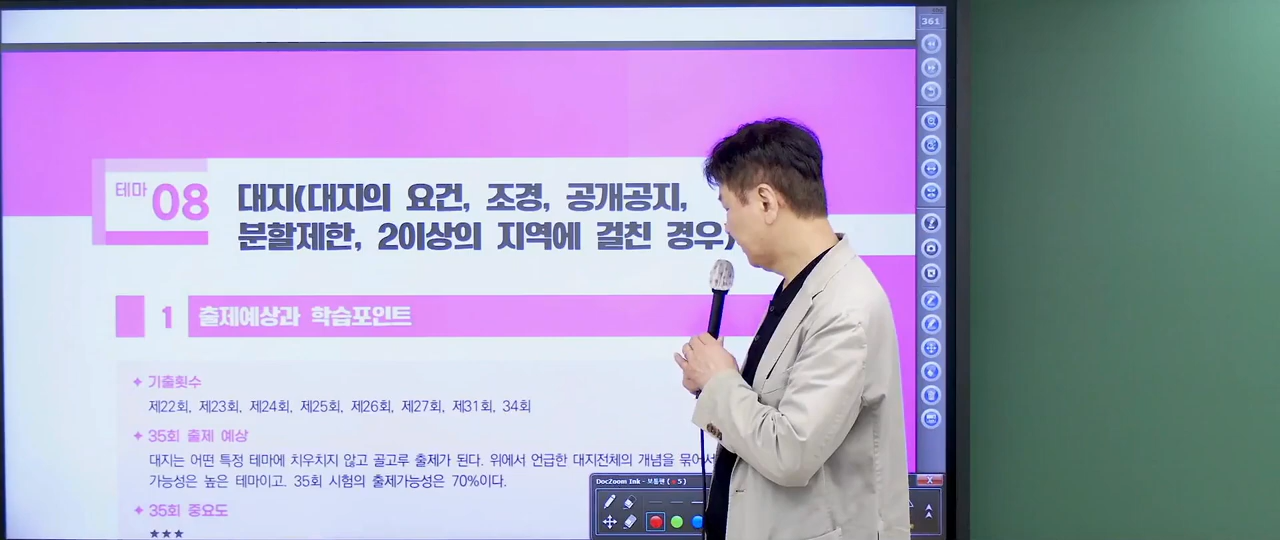 361
테마 08
대지(대지의 요건, 조경, 공개공지,
분할제한, 2이상의 지역에 걸친 경우)
1 출제예상과 학습포인트
✦ 기출횟수
제22회, 제23회, 제24회, 제25회, 제26회, 제27회, 제31회, 34회
✦ 35회 출제 예상
대지는 어떤 특정 테마에 치우치지 않고 골고루 출제가 된다. 위에서 언급한 대지전체의 개념을 묶어서
가능성은 높은 테마이고. 35회 시험의 출제가능성은 70%이다.
✦ 35회 중요도
★★★
DocZoom Ink - 보통펜 ( 5 )